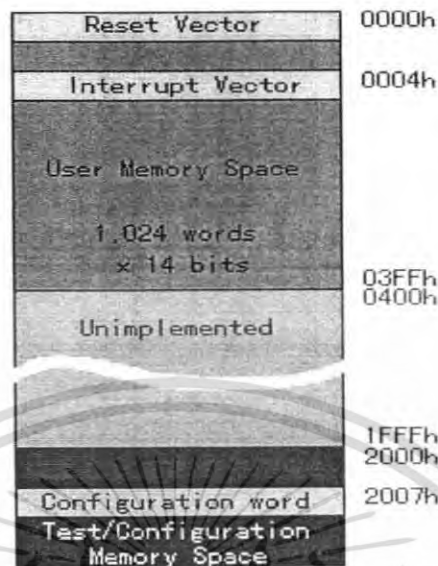 Reset Vector 0000h
Interrupt Vector 0004h
User Memory Space
1,024 words
x 14 bits
03FFh
0400h
Unimplemented
1FFFh
2000h
Configuration word 2007h
Test/Configuration
Memory Space